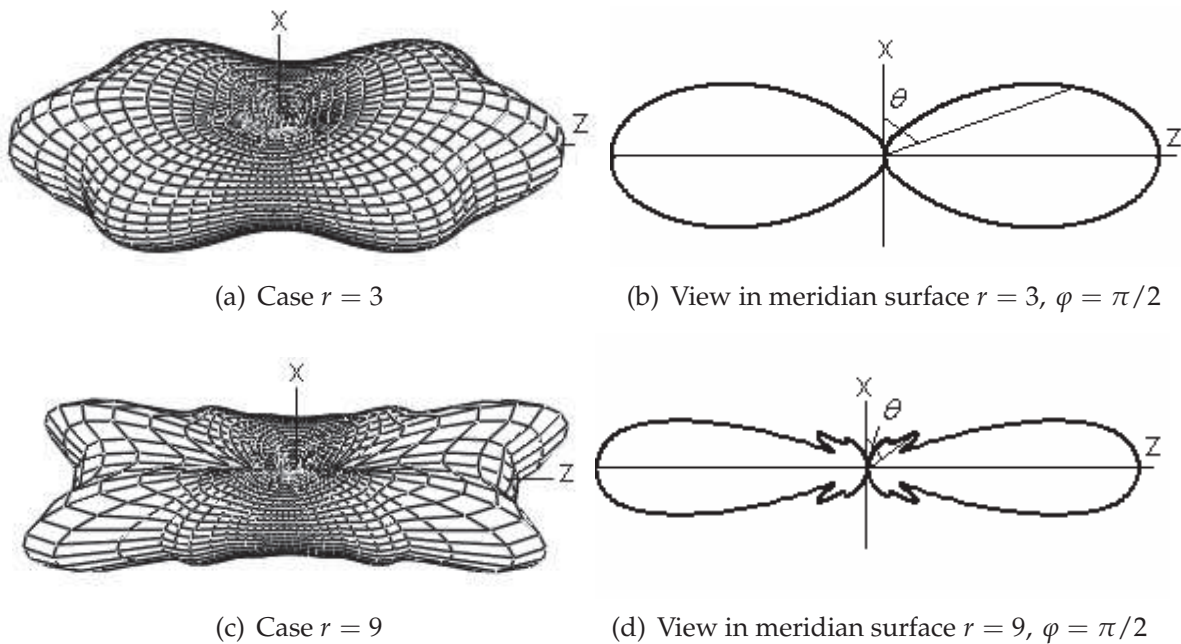 X
Z
X
θ
Z
(a) Case r = 3
(b) View in meridian surface r = 3, φ = π/2
X
Z
X
θ
Z
(c) Case r = 9
(d) View in meridian surface r = 9, φ = π/2